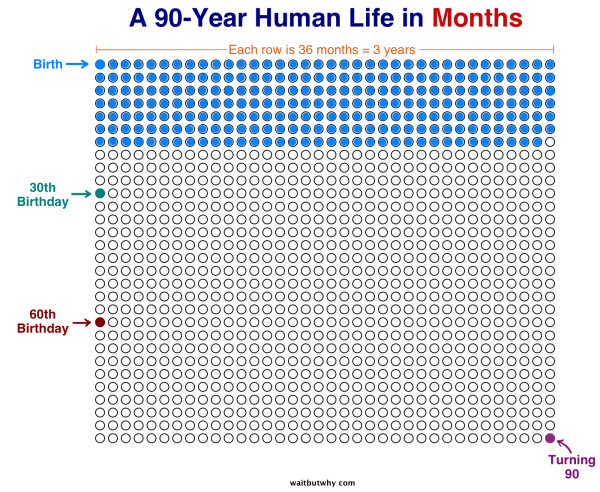 A 90-Year Human Life in Months
Each row is 36 months = 3 years
Birth
30th
Birthday
60th
Birthday
Turning
90
waitbutwhy.com